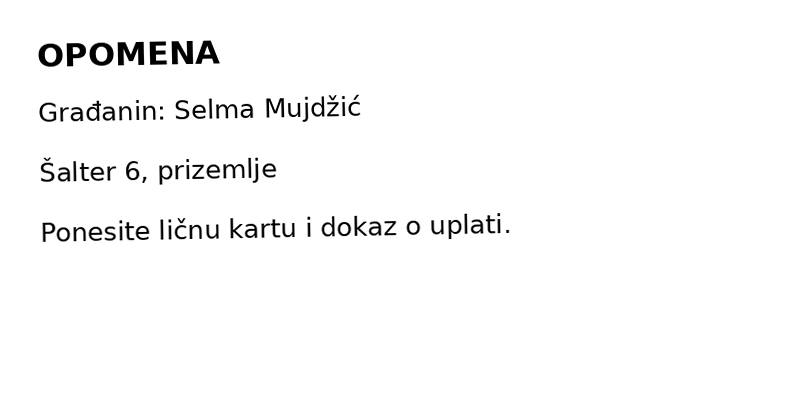 OPOMENA
Građanin: Selma Mujdžić
Šalter 6, prizemlje
Ponesite ličnu kartu i dokaz o uplati.